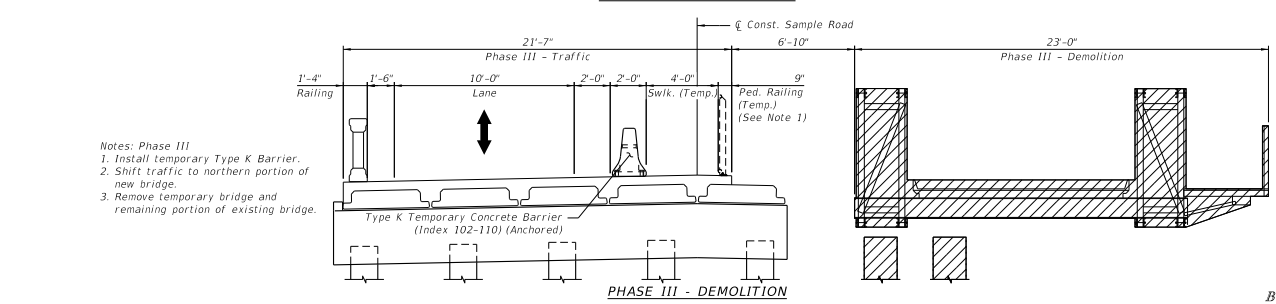 ℄ Const. Sample Road
21'-7" 6'-10" 23'-0"
Phase III - Traffic Phase III - Demolition
1'-4" 1'-6" 10'-0" 2'-0" 2'-0" 4'-0" 9"
Railing Lane Swlk. (Temp.) Ped. Railing
(Temp.)
(See Note 1)
Notes: Phase III
1. Install temporary Type K Barrier.
2. Shift traffic to northern portion of
new bridge.
3. Remove temporary bridge and
remaining portion of existing bridge.
Type K Temporary Concrete Barrier
(Index 102-110) (Anchored)
PHASE III - DEMOLITION
B